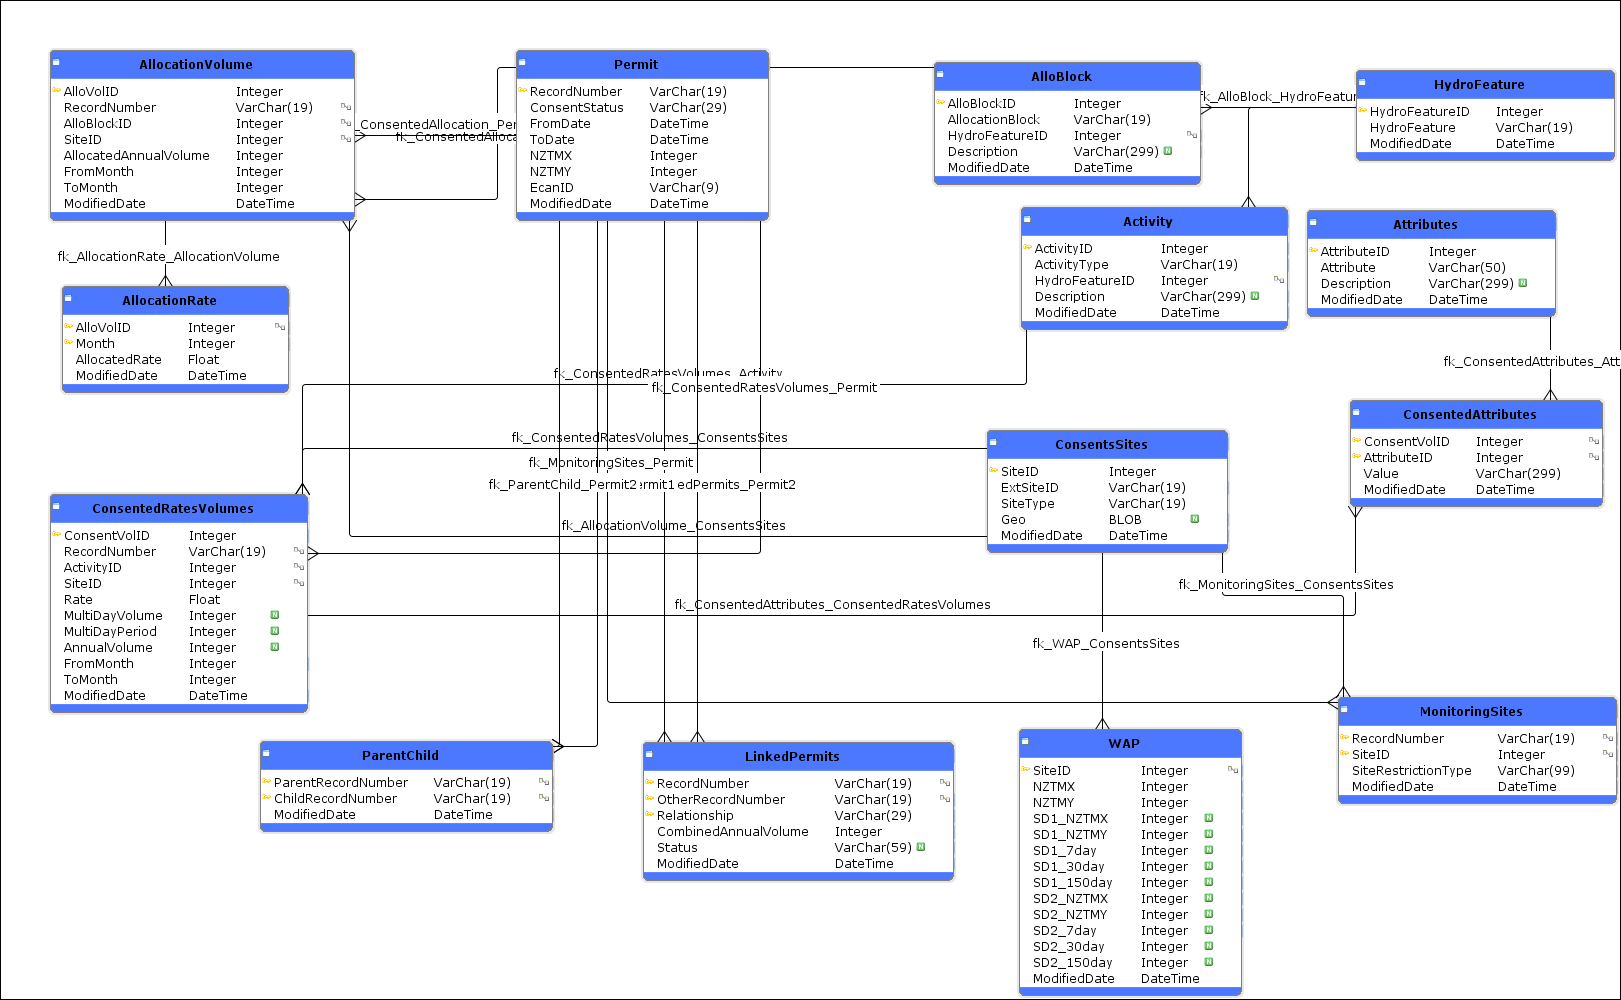 AllocationVolume
AlloVolID Integer
RecordNumber VarChar(19)
AlloBlockID Integer
SiteID Integer
AllocatedAnnualVolume Integer
FromMonth Integer
ToMonth Integer
ModifiedDate DateTime
Permit
RecordNumber VarChar(19)
ConsentStatus VarChar(29)
FromDate DateTime
ToDate DateTime
NZTMX Integer
NZTMY Integer
EcanID VarChar(9)
ModifiedDate DateTime
ConsentedAllocation_Per
fk_ConsentedAlloc
AlloBlock
AlloBlockID Integer
AllocationBlock VarChar(19)
HydroFeatureID Integer
Description VarChar(299) N
ModifiedDate DateTime
fk_AlloBlock_HydroFeatur
HydroFeature
HydroFeatureID Integer
HydroFeature VarChar(19)
ModifiedDate DateTime
Activity
ActivityID Integer
ActivityType VarChar(19)
HydroFeatureID Integer
Description VarChar(299) N
ModifiedDate DateTime
Attributes
AttributeID Integer
Attribute VarChar(50)
Description VarChar(299) N
ModifiedDate DateTime
fk_AllocationRate_AllocationVolume
AllocationRate
AlloVolID Integer
Month Integer
AllocatedRate Float
ModifiedDate DateTime
fk_ConsentedRatesVolumes_Activity
fk_ConsentedRatesVolumes_Permit
fk_ConsentedAttributes_Att
fk_ConsentedRatesVolumes_ConsentsSites
fk_MonitoringSites_Permit
fk_ParentChild_Permit2
ermit1
edPermits_Permit2
fk_AllocationVolume_ConsentsSites
ConsentsSites
SiteID Integer
ExtSiteID VarChar(19)
SiteType VarChar(19)
Geo BLOB N
ModifiedDate DateTime
ConsentedAttributes
ConsentVolID Integer
AttributeID Integer
Value VarChar(299)
ModifiedDate DateTime
ConsentedRatesVolumes
ConsentVolID Integer
RecordNumber VarChar(19)
ActivityID Integer
SiteID Integer
Rate Float
MultiDayVolume Integer N
MultiDayPeriod Integer N
AnnualVolume Integer N
FromMonth Integer
ToMonth Integer
ModifiedDate DateTime
fk_MonitoringSites_ConsentsSites
fk_ConsentedAttributes_ConsentedRatesVolumes
fk_WAP_ConsentsSites
ParentChild
ParentRecordNumber VarChar(19)
ChildRecordNumber VarChar(19)
ModifiedDate DateTime
LinkedPermits
RecordNumber VarChar(19)
OtherRecordNumber VarChar(19)
Relationship VarChar(29)
CombinedAnnualVolume Integer
Status VarChar(59) N
ModifiedDate DateTime
WAP
SiteID Integer
NZTMX Integer
NZTMY Integer
SD1_NZTMX Integer N
SD1_NZTMY Integer N
SD1_7day Integer N
SD1_30day Integer N
SD1_150day Integer N
SD2_NZTMX Integer N
SD2_NZTMY Integer N
SD2_7day Integer N
SD2_30day Integer N
SD2_150day Integer N
ModifiedDate DateTime
MonitoringSites
RecordNumber VarChar(19)
SiteID Integer
SiteRestrictionType VarChar(99)
ModifiedDate DateTime